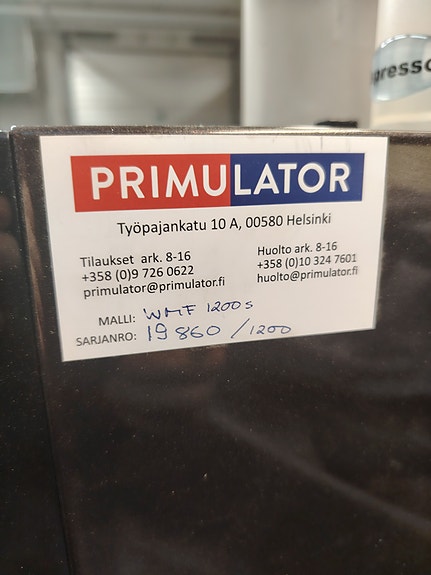 PRIMULATOR
Työpajankatu 10 A, 00580 Helsinki
Tilaukset ark. 8-16
+358 (0)9 726 0622
primulator@primulator.fi
Huolto ark. 8-16
+358 (0)10 324 7601
huolto@primulator.fi
MALLI: WMF 1200s
SARJANRO: 19860 /1200
presso